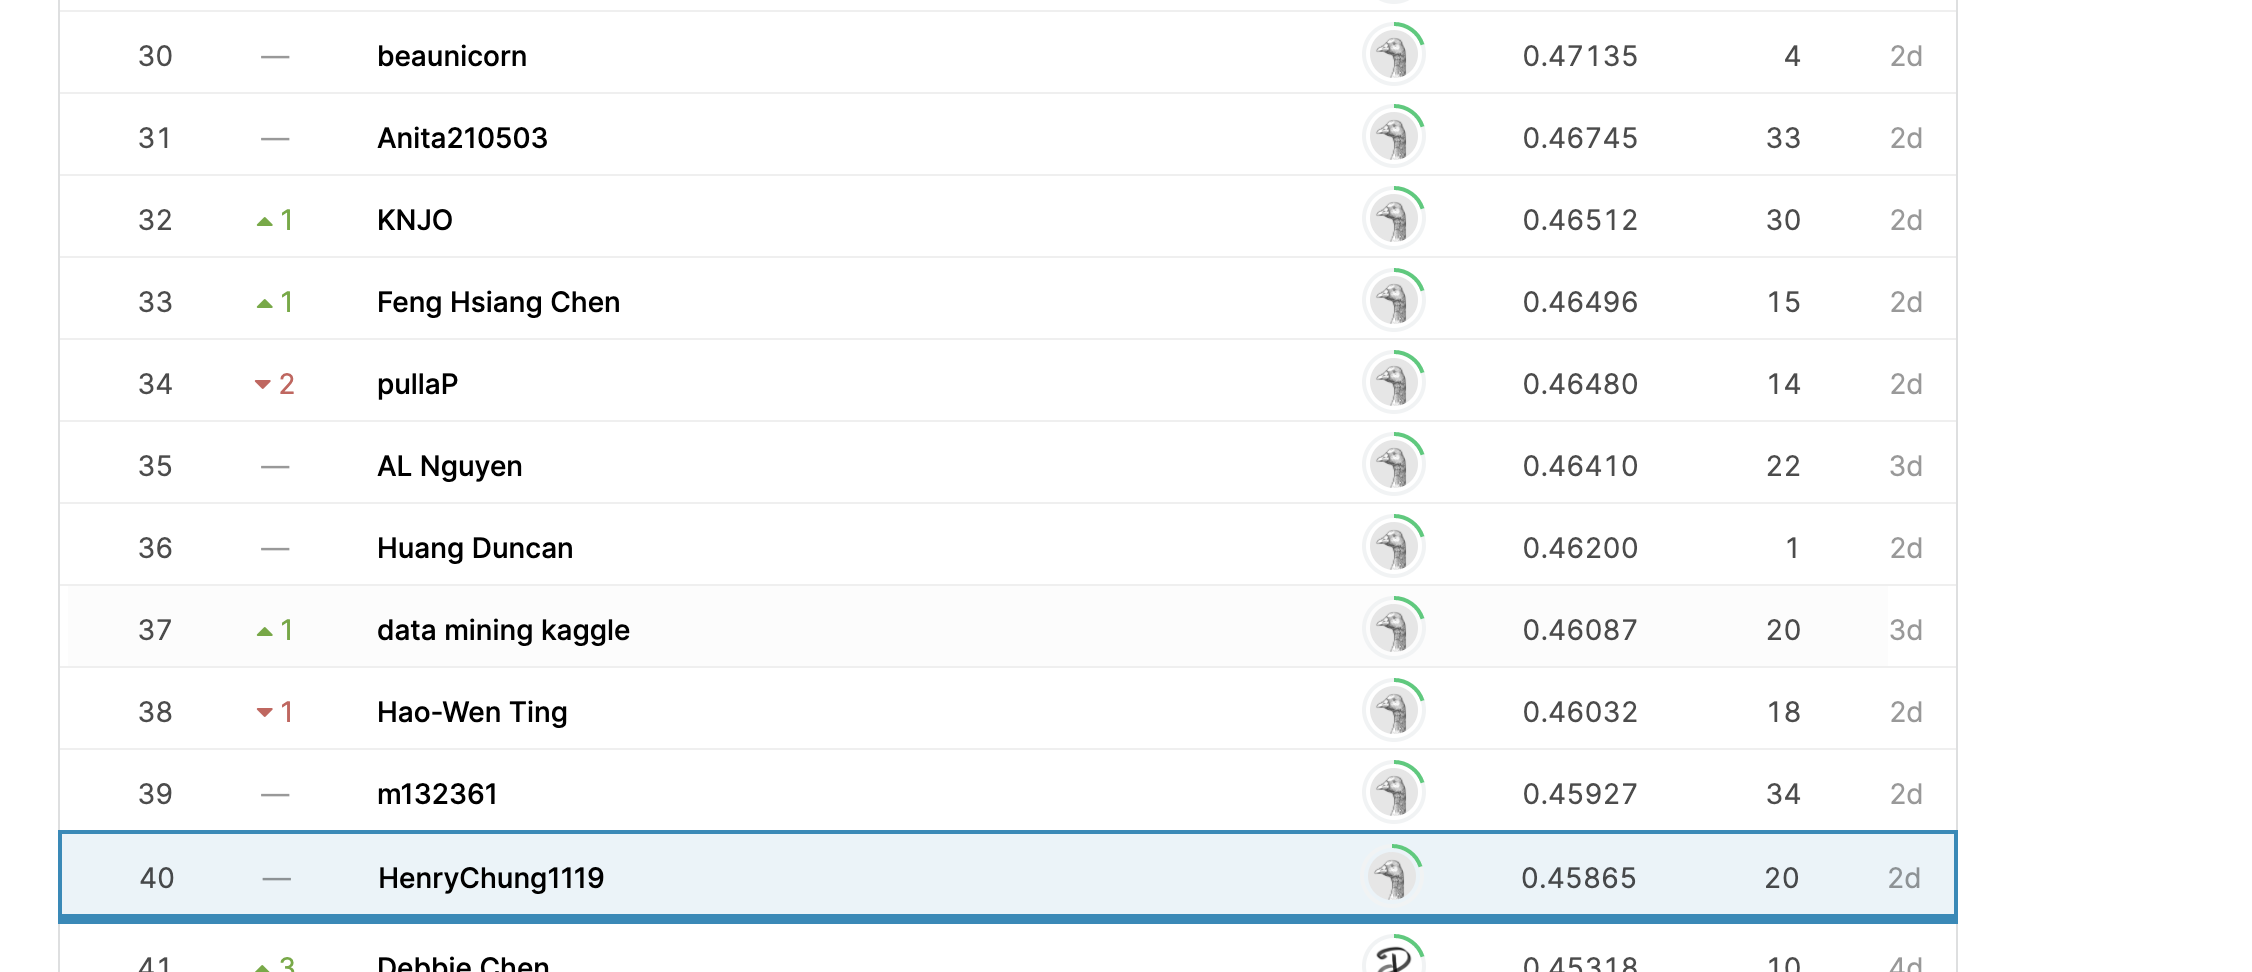 30 — beaunicorn 0.47135 4 2d
31 — Anita210503 0.46745 33 2d
32 ▲ 1 KNJO 0.46512 30 2d
33 ▲ 1 Feng Hsiang Chen 0.46496 15 2d
34 ▼ 2 pullaP 0.46480 14 2d
35 — AL Nguyen 0.46410 22 3d
36 — Huang Duncan 0.46200 1 2d
37 ▲ 1 data mining kaggle 0.46087 20 3d
38 ▼ 1 Hao-Wen Ting 0.46032 18 2d
39 — m132361 0.45927 34 2d
40 — HenryChung1119 0.45865 20 2d
41 ▲ 3 Debbie Chen 0.45318 10 4d